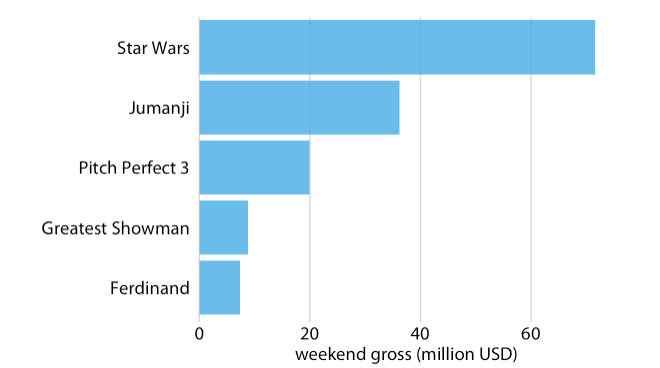 Star Wars
Jumanji
Pitch Perfect 3
Greatest Showman
Ferdinand
0 20 40 60
weekend gross (million USD)